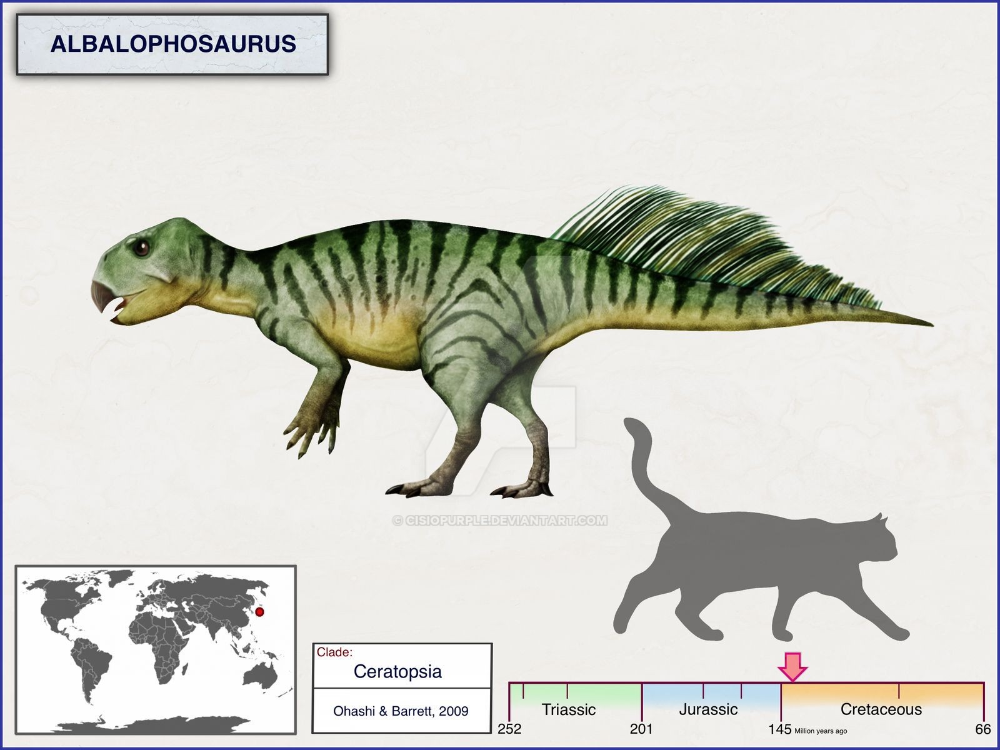 ALBALOPHOSAURUS
© CISIOPURPLE.DEVIANTART.COM
Clade:
Ceratopsia
Ohashi & Barrett, 2009
Triassic Jurassic Cretaceous
252 201 145 Million years ago 66